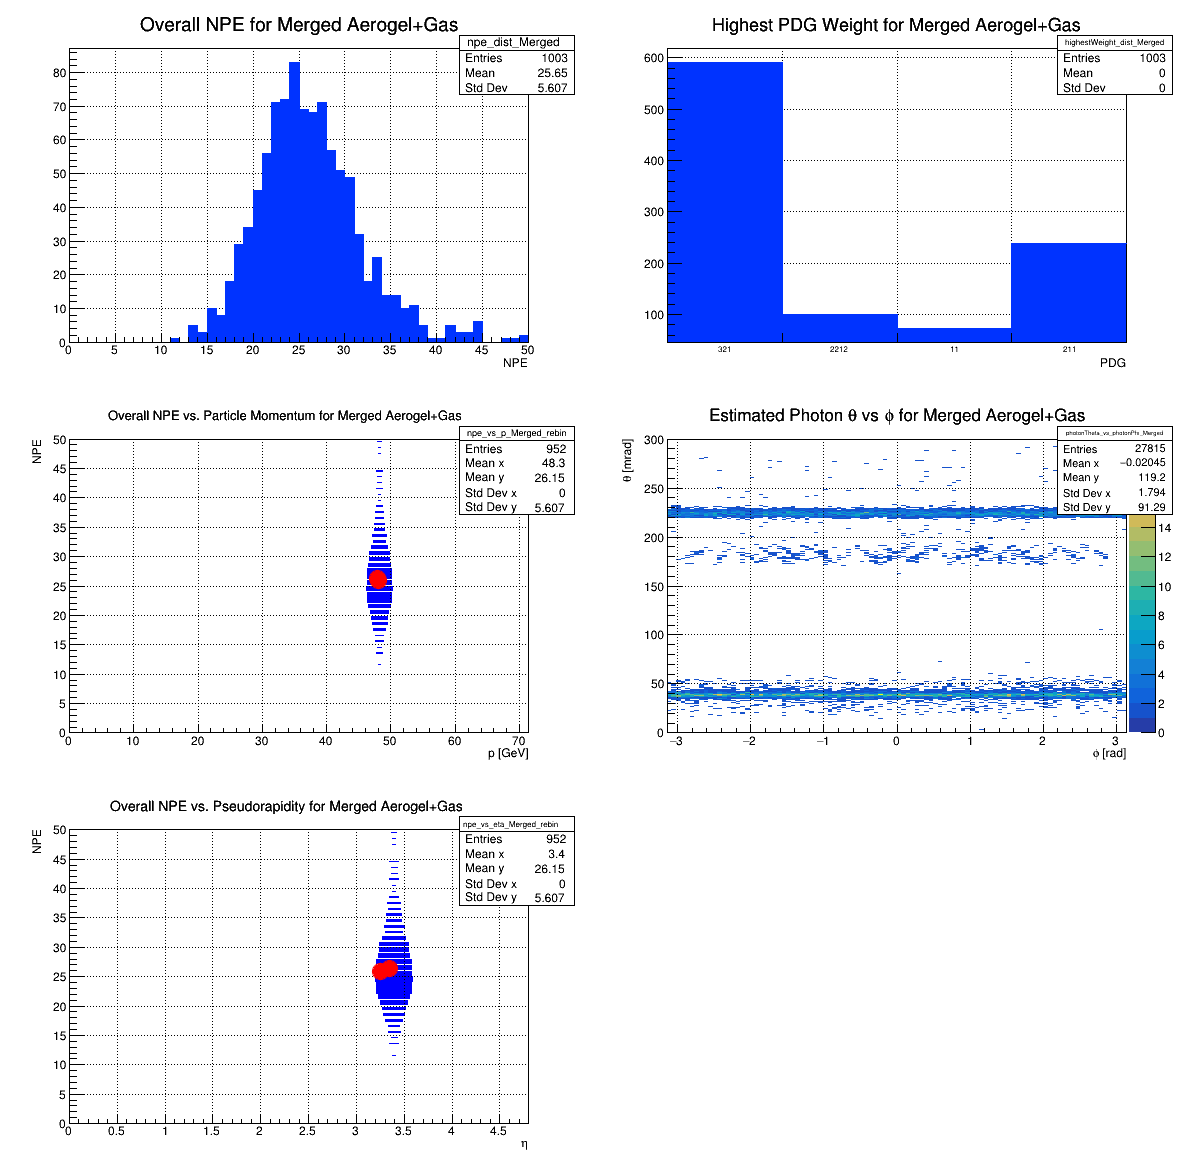 Overall NPE for Merged Aerogel+Gas
npe_dist_Merged
Entries 1003
Mean 25.65
Std Dev 5.607
80
70
60
50
40
30
20
10
0
0 5 10 15 20 25 30 35 40 45 50
NPE
Highest PDG Weight for Merged Aerogel+Gas
highestWeight_dist_Merged
Entries 1003
Mean 0
Std Dev 0
600
500
400
300
200
100
321 2212 11 211
PDG
Overall NPE vs. Particle Momentum for Merged Aerogel+Gas
NPE
npe_vs_p_Merged_rebin
Entries 952
Mean x 48.3
Mean y 26.15
Std Dev x 0
Std Dev y 5.607
50
45
40
35
30
25
20
15
10
5
0
0 10 20 30 40 50 60 70
p [GeV]
Estimated Photon θ vs ϕ for Merged Aerogel+Gas
θ [mrad]
photonTheta_vs_photonPhi_Merged
Entries 27815
Mean x −0.02045
Mean y 119.2
Std Dev x 1.794
Std Dev y 91.29
300
250
200
150
100
50
0
−3 −2 −1 0 1 2 3
ϕ [rad]
14
12
10
8
6
4
2
0
Overall NPE vs. Pseudorapidity for Merged Aerogel+Gas
NPE
npe_vs_eta_Merged_rebin
Entries 952
Mean x 3.4
Mean y 26.15
Std Dev x 0
Std Dev y 5.607
50
45
40
35
30
25
20
15
10
5
0
0 0.5 1 1.5 2 2.5 3 3.5 4 4.5
η